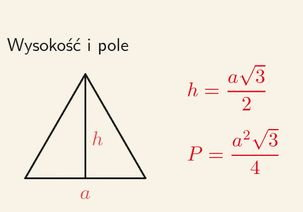 Wysokość i pole
h
a
h = a√3/2
P = a²√3/4